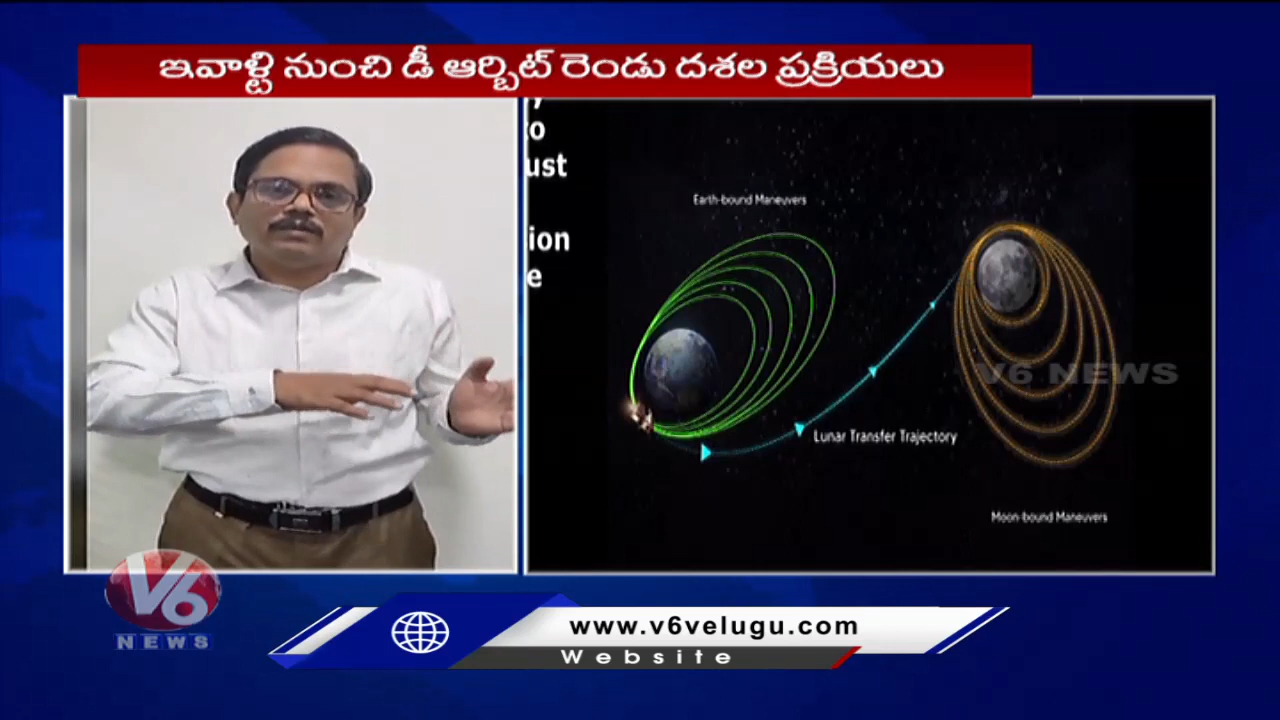 ఇవాళ్టి నుంచి డీ ఆర్బిట్ రెండు దశల ప్రక్రియలు
to
ust
ion
e
Earth-bound Maneuvers
Lunar Transfer Trajectory
V6 NEWS
Moon-bound Maneuvers
V6
NEWS
www.v6velugu.com
Website